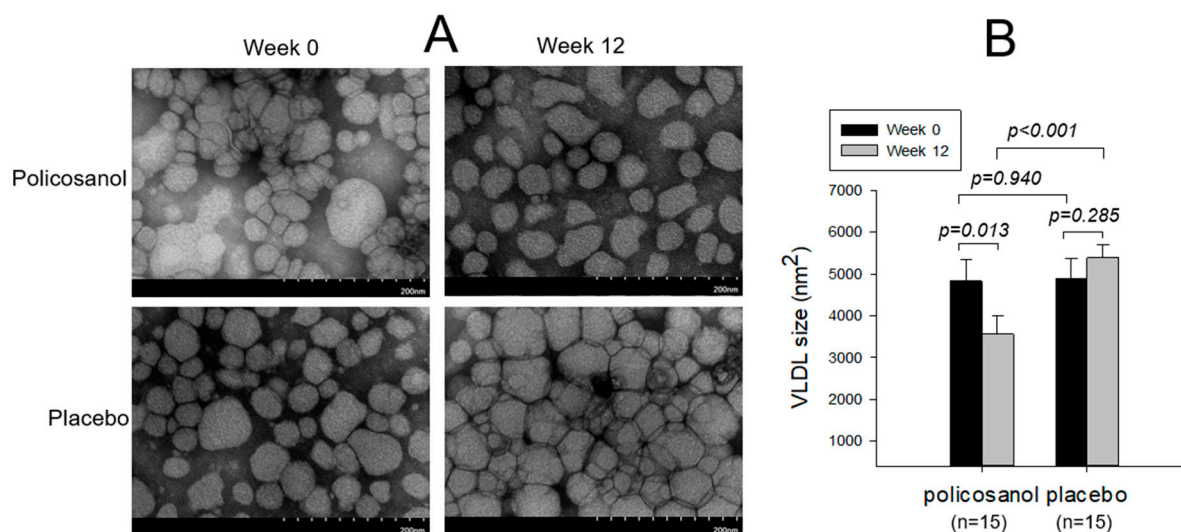 A
Week 0
Week 12
Policosanol
200nm
200nm
Placebo
200nm
200nm
B
Week 0
Week 12
p<0.001
p=0.940
p=0.013
p=0.285
VLDL size (nm²)
7000
6000
5000
4000
3000
2000
1000
policosanol placebo
(n=15) (n=15)